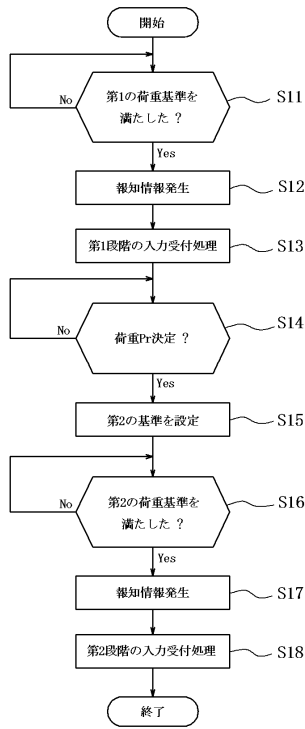 開始
第1の荷重基準を
満たした ?
No
S11
Yes
報知情報発生
S12
第1段階の入力受付処理
S13
荷重Pr決定 ?
No
S14
Yes
第2の基準を設定
S15
第2の荷重基準を
満たした ?
No
S16
Yes
報知情報発生
S17
第2段階の入力受付処理
S18
終了